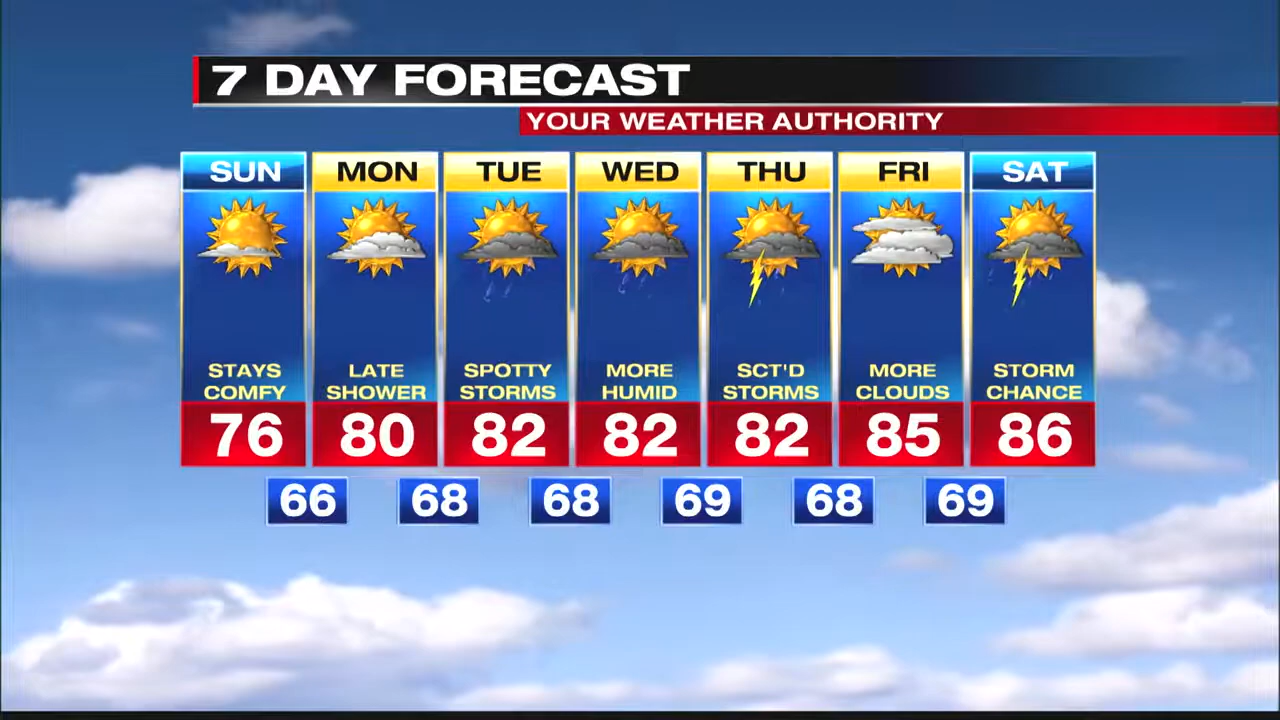 7 DAY FORECAST
YOUR WEATHER AUTHORITY
SUN MON TUE WED THU FRI SAT
STAYS LATE SPOTTY MORE SCT'D MORE STORM
COMFY SHOWER STORMS HUMID STORMS CLOUDS CHANCE
76 80 82 82 82 85 86
66 68 68 69 68 69